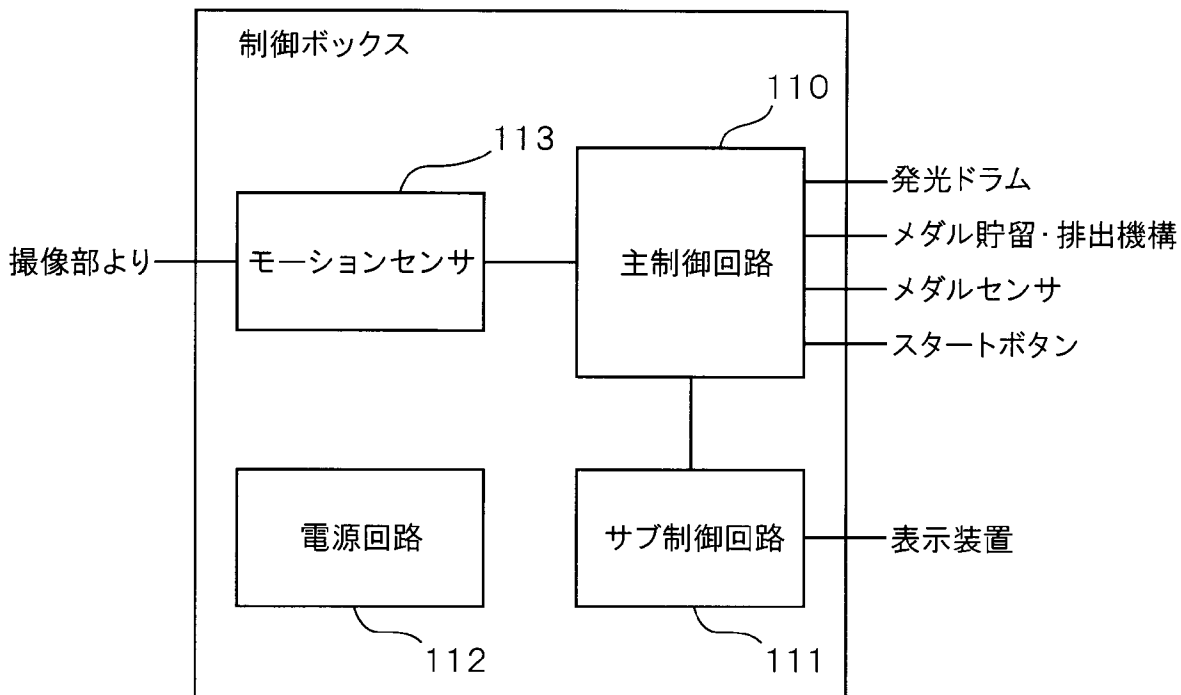 制御ボックス
110
113
発光ドラム
メダル貯留・排出機構
撮像部より
モーションセンサ
主制御回路
メダルセンサ
スタートボタン
電源回路
サブ制御回路
表示装置
112
111